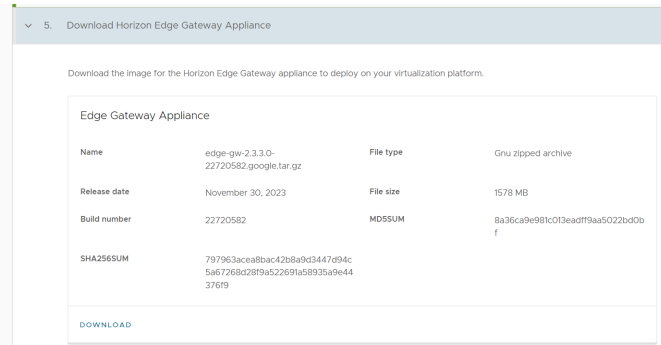 5. Download Horizon Edge Gateway Appliance
Download the image for the Horizon Edge Gateway appliance to deploy on your virtualization platform.
Edge Gateway Appliance
Name edge-gw-2.3.3.0-
22720582.google.tar.gz
File type Gnu zipped archive
Release date November 30, 2023
File size 1578 MB
Build number 22720582
MD5SUM 8a36ca9e981c013eadff9aa5022bd0b
f
SHA256SUM 797963acea8bac42b8a9d3447d94c
5a67268d28f9a522691a58935a9e44
376f9
DOWNLOAD